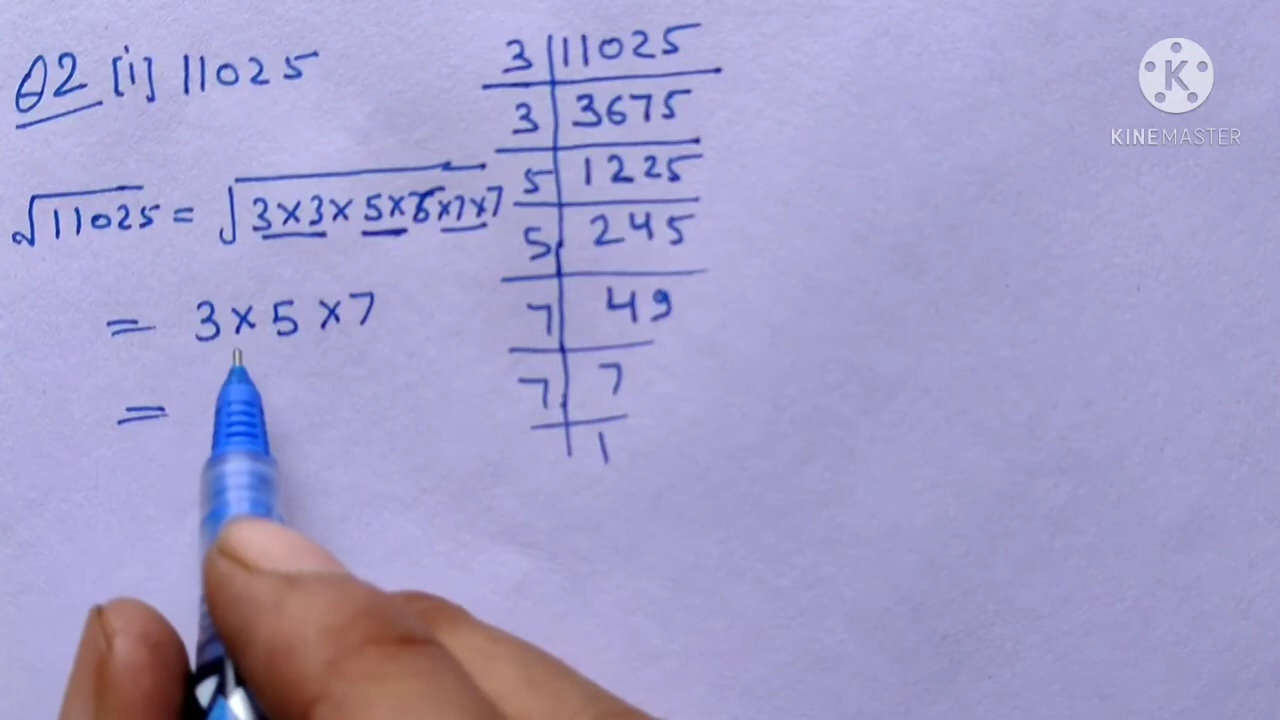 Q2 [i] 11025
√11025 = √3×3×5×5×7×7
= 3×5×7
=
3 | 11025
3 | 3675
5 | 1225
5 | 245
7 | 49
7 | 7
| 1
K
KINEMASTER